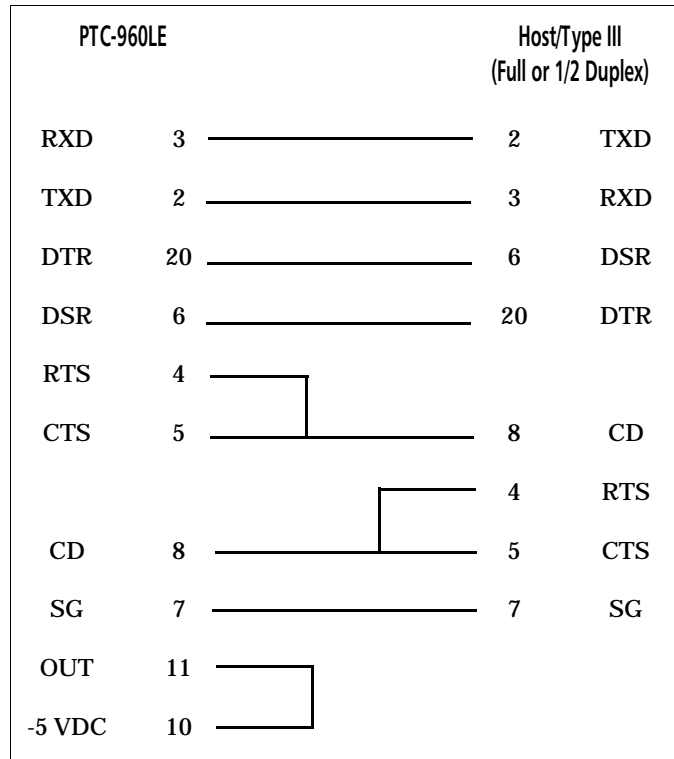 PTC-960LE Host/Type III
(Full or 1/2 Duplex)
RXD 3 2 TXD
TXD 2 3 RXD
DTR 20 6 DSR
DSR 6 20 DTR
RTS 4
CTS 5 8 CD
4 RTS
CD 8 5 CTS
SG 7 7 SG
OUT 11
-5 VDC 10